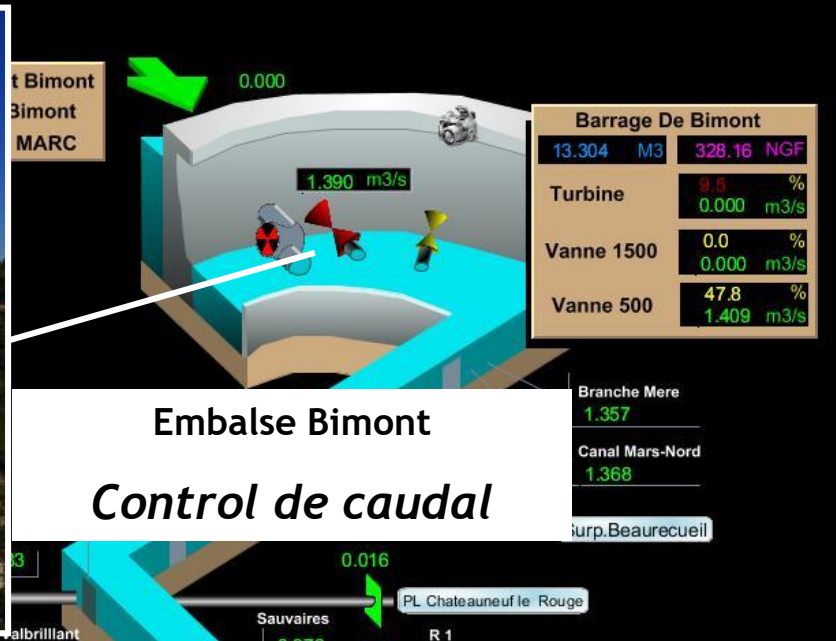 t Bimont
Bimont
MARC
0.000
1.390 m3/s
Barrage De Bimont
13.304 M3 328.16 NGF
Turbine 9.5 %
0.000 m3/s
Vanne 1500 0.0 %
0.000 m3/s
Vanne 500 47.8 %
1.409 m3/s
Branche Mere
1.357
Canal Mars-Nord
1.368
Embalse Bimont
Control de caudal
Surp.Beaurecueil
0.016
PL Chateauneuf le Rouge
Sauvaires
R 1